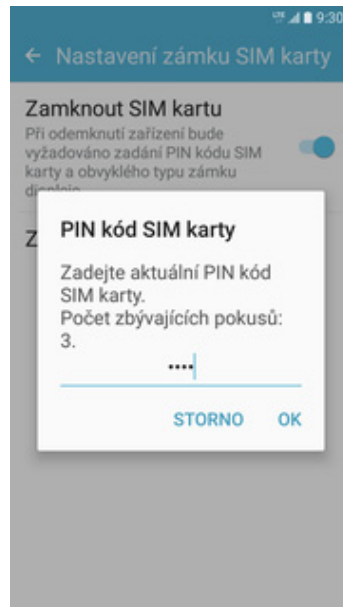 LTE 9:30
← Nastavení zámku SIM karty
Zamknout SIM kartu
Při odemknutí zařízení bude
vyžadováno zadání PIN kódu SIM
karty a obvyklého typu zámku
displeje.
Z
PIN kód SIM karty
Zadejte aktuální PIN kód
SIM karty.
Počet zbývajících pokusů:
3.
••••
STORNO OK